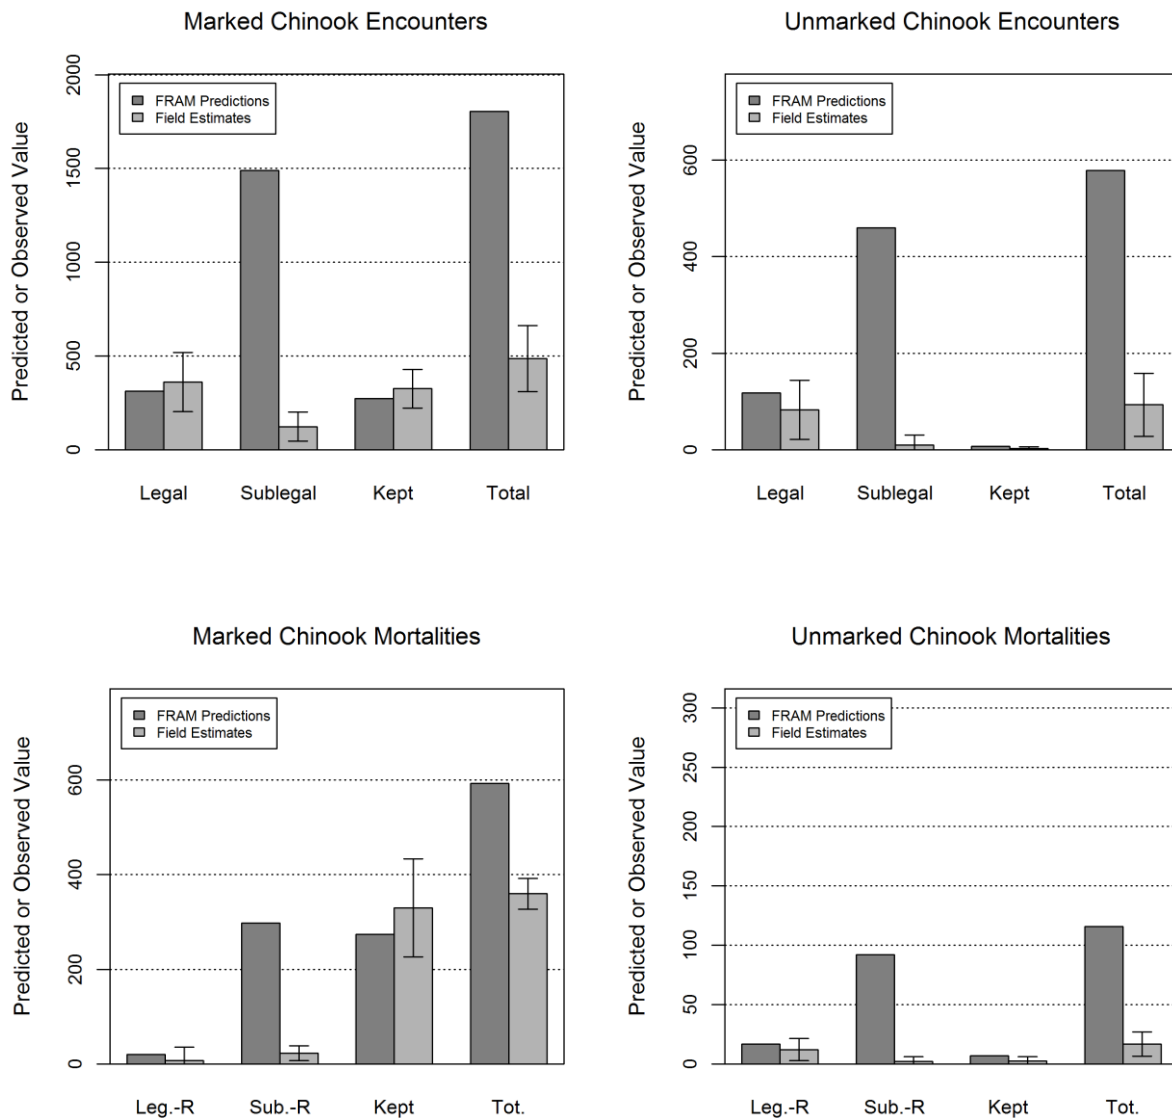 Marked Chinook Encounters
Predicted or Observed Value
2000
1500
1000
500
0
FRAM Predictions
Field Estimates
Legal Sublegal Kept Total
Unmarked Chinook Encounters
Predicted or Observed Value
600
400
200
0
FRAM Predictions
Field Estimates
Legal Sublegal Kept Total
Marked Chinook Mortalities
Predicted or Observed Value
600
400
200
0
FRAM Predictions
Field Estimates
Leg.-R Sub.-R Kept Tot.
Unmarked Chinook Mortalities
Predicted or Observed Value
300
250
200
150
100
50
0
FRAM Predictions
Field Estimates
Leg.-R Sub.-R Kept Tot.